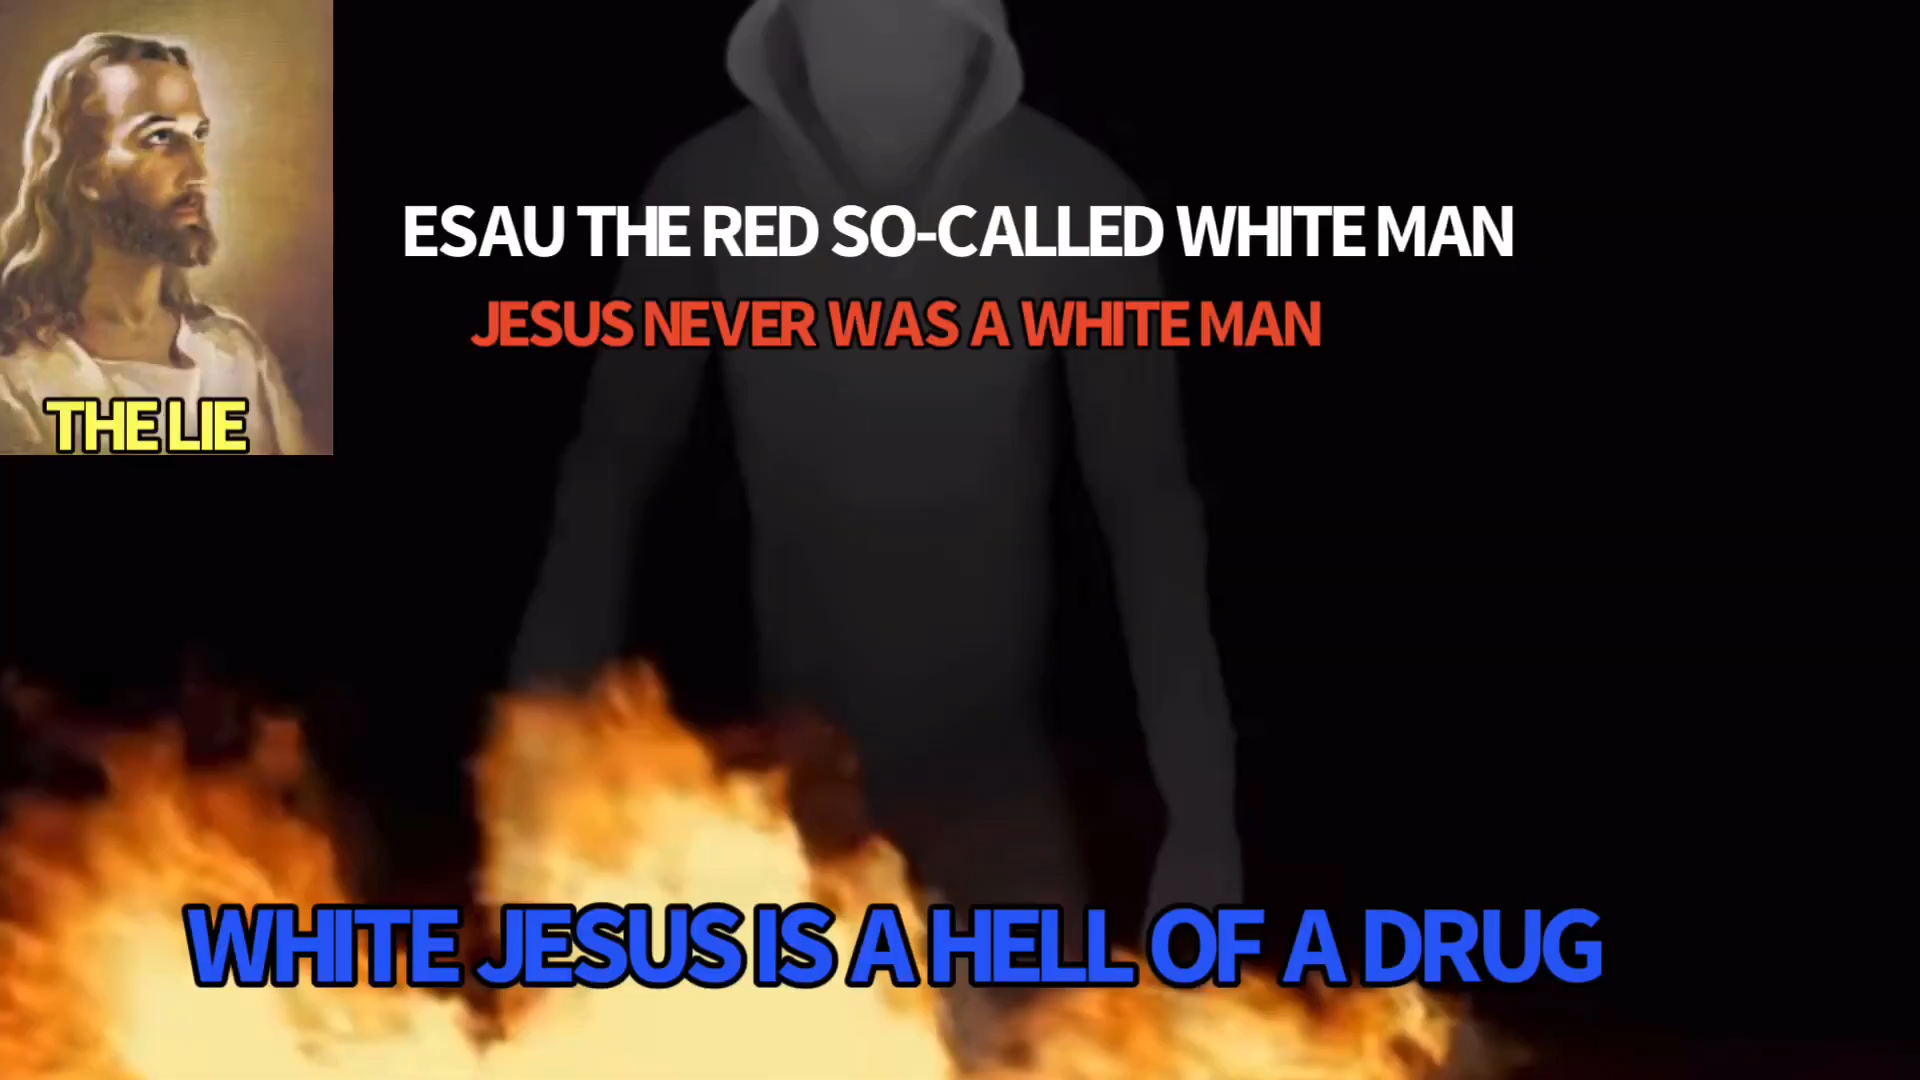 ESAU THE RED SO-CALLED WHITE MAN
JESUS NEVER WAS A WHITE MAN
THE LIE
WHITE JESUS IS A HELL OF A DRUG